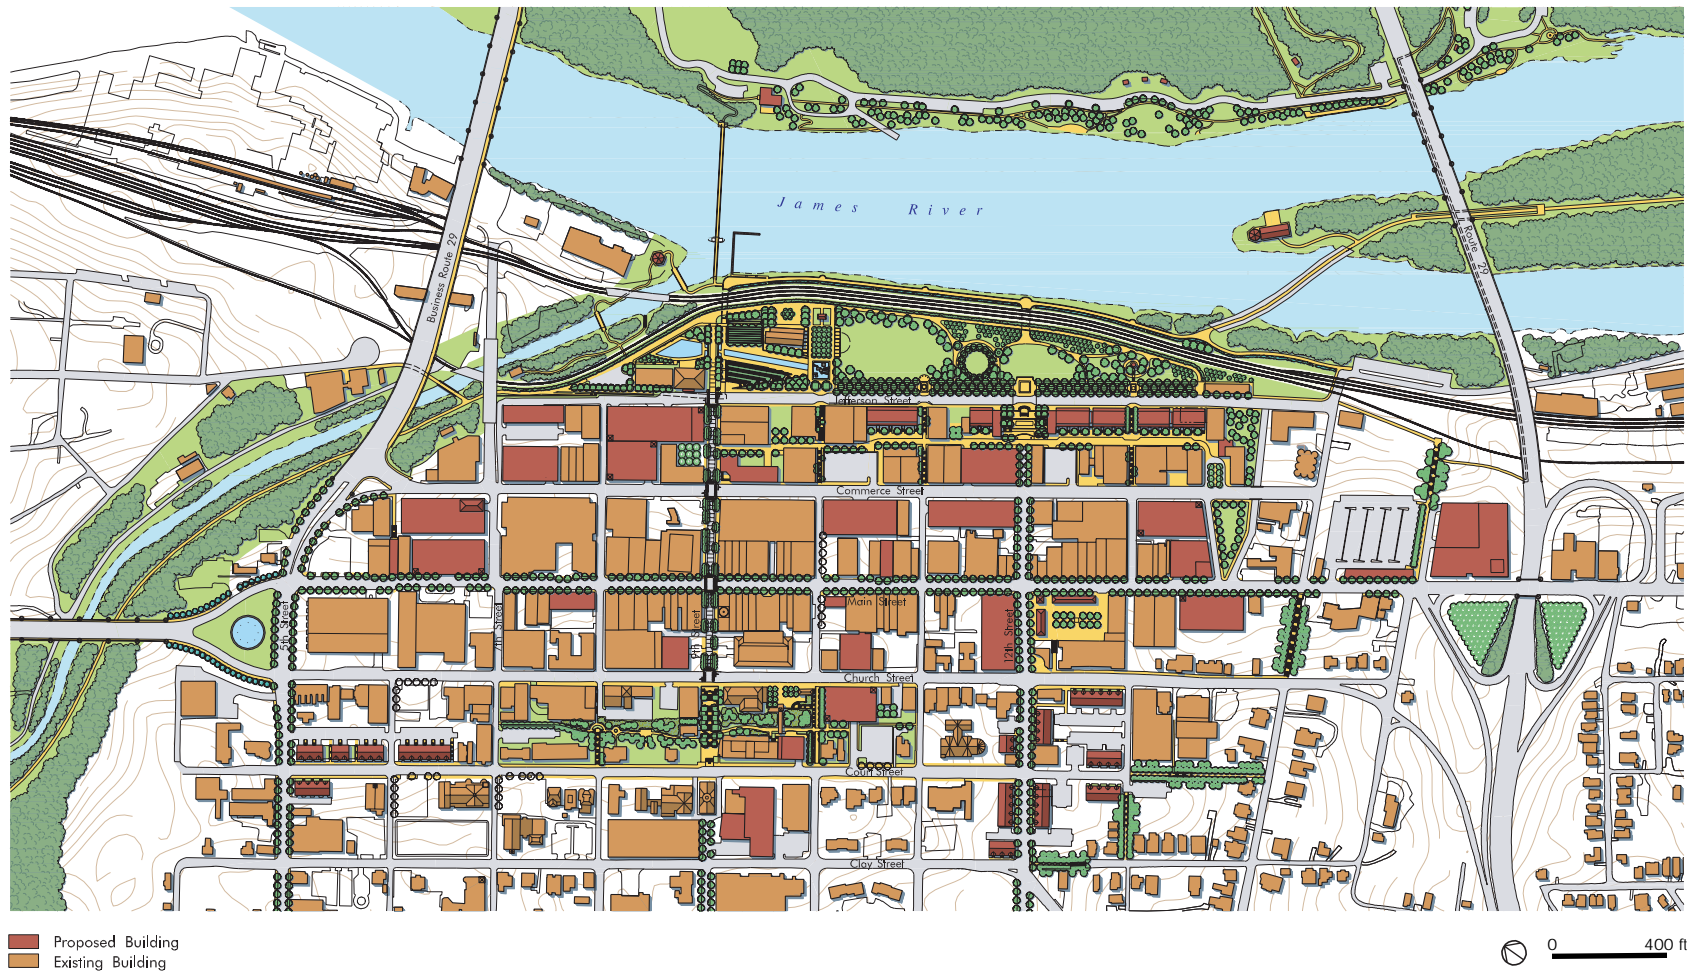 James River
Business Route 29
Route 29
Jefferson Street
Commerce Street
5th Street
7th Street
9th Street
Main Street
12th Street
Church Street
Court Street
Clay Street
Proposed Building
Existing Building
0 400 ft